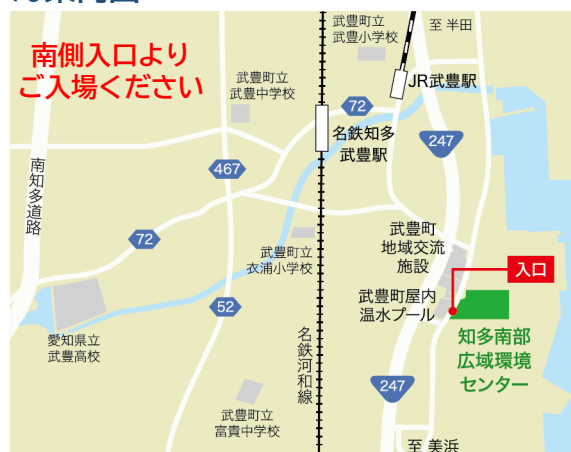 南側入口より
ご入場ください
武豊町立
武豊小学校
至 半田
JR武豊駅
武豊町立
武豊中学校
72
名鉄知多
武豊駅
247
467
南知多道路
72
武豊町立
衣浦小学校
武豊町
地域交流
施設
入口
武豊町屋内
温水プール
52
愛知県立
武豊高校
名鉄河和線
知多南部
広域環境
センター
247
武豊町立
富貴中学校
至 美浜